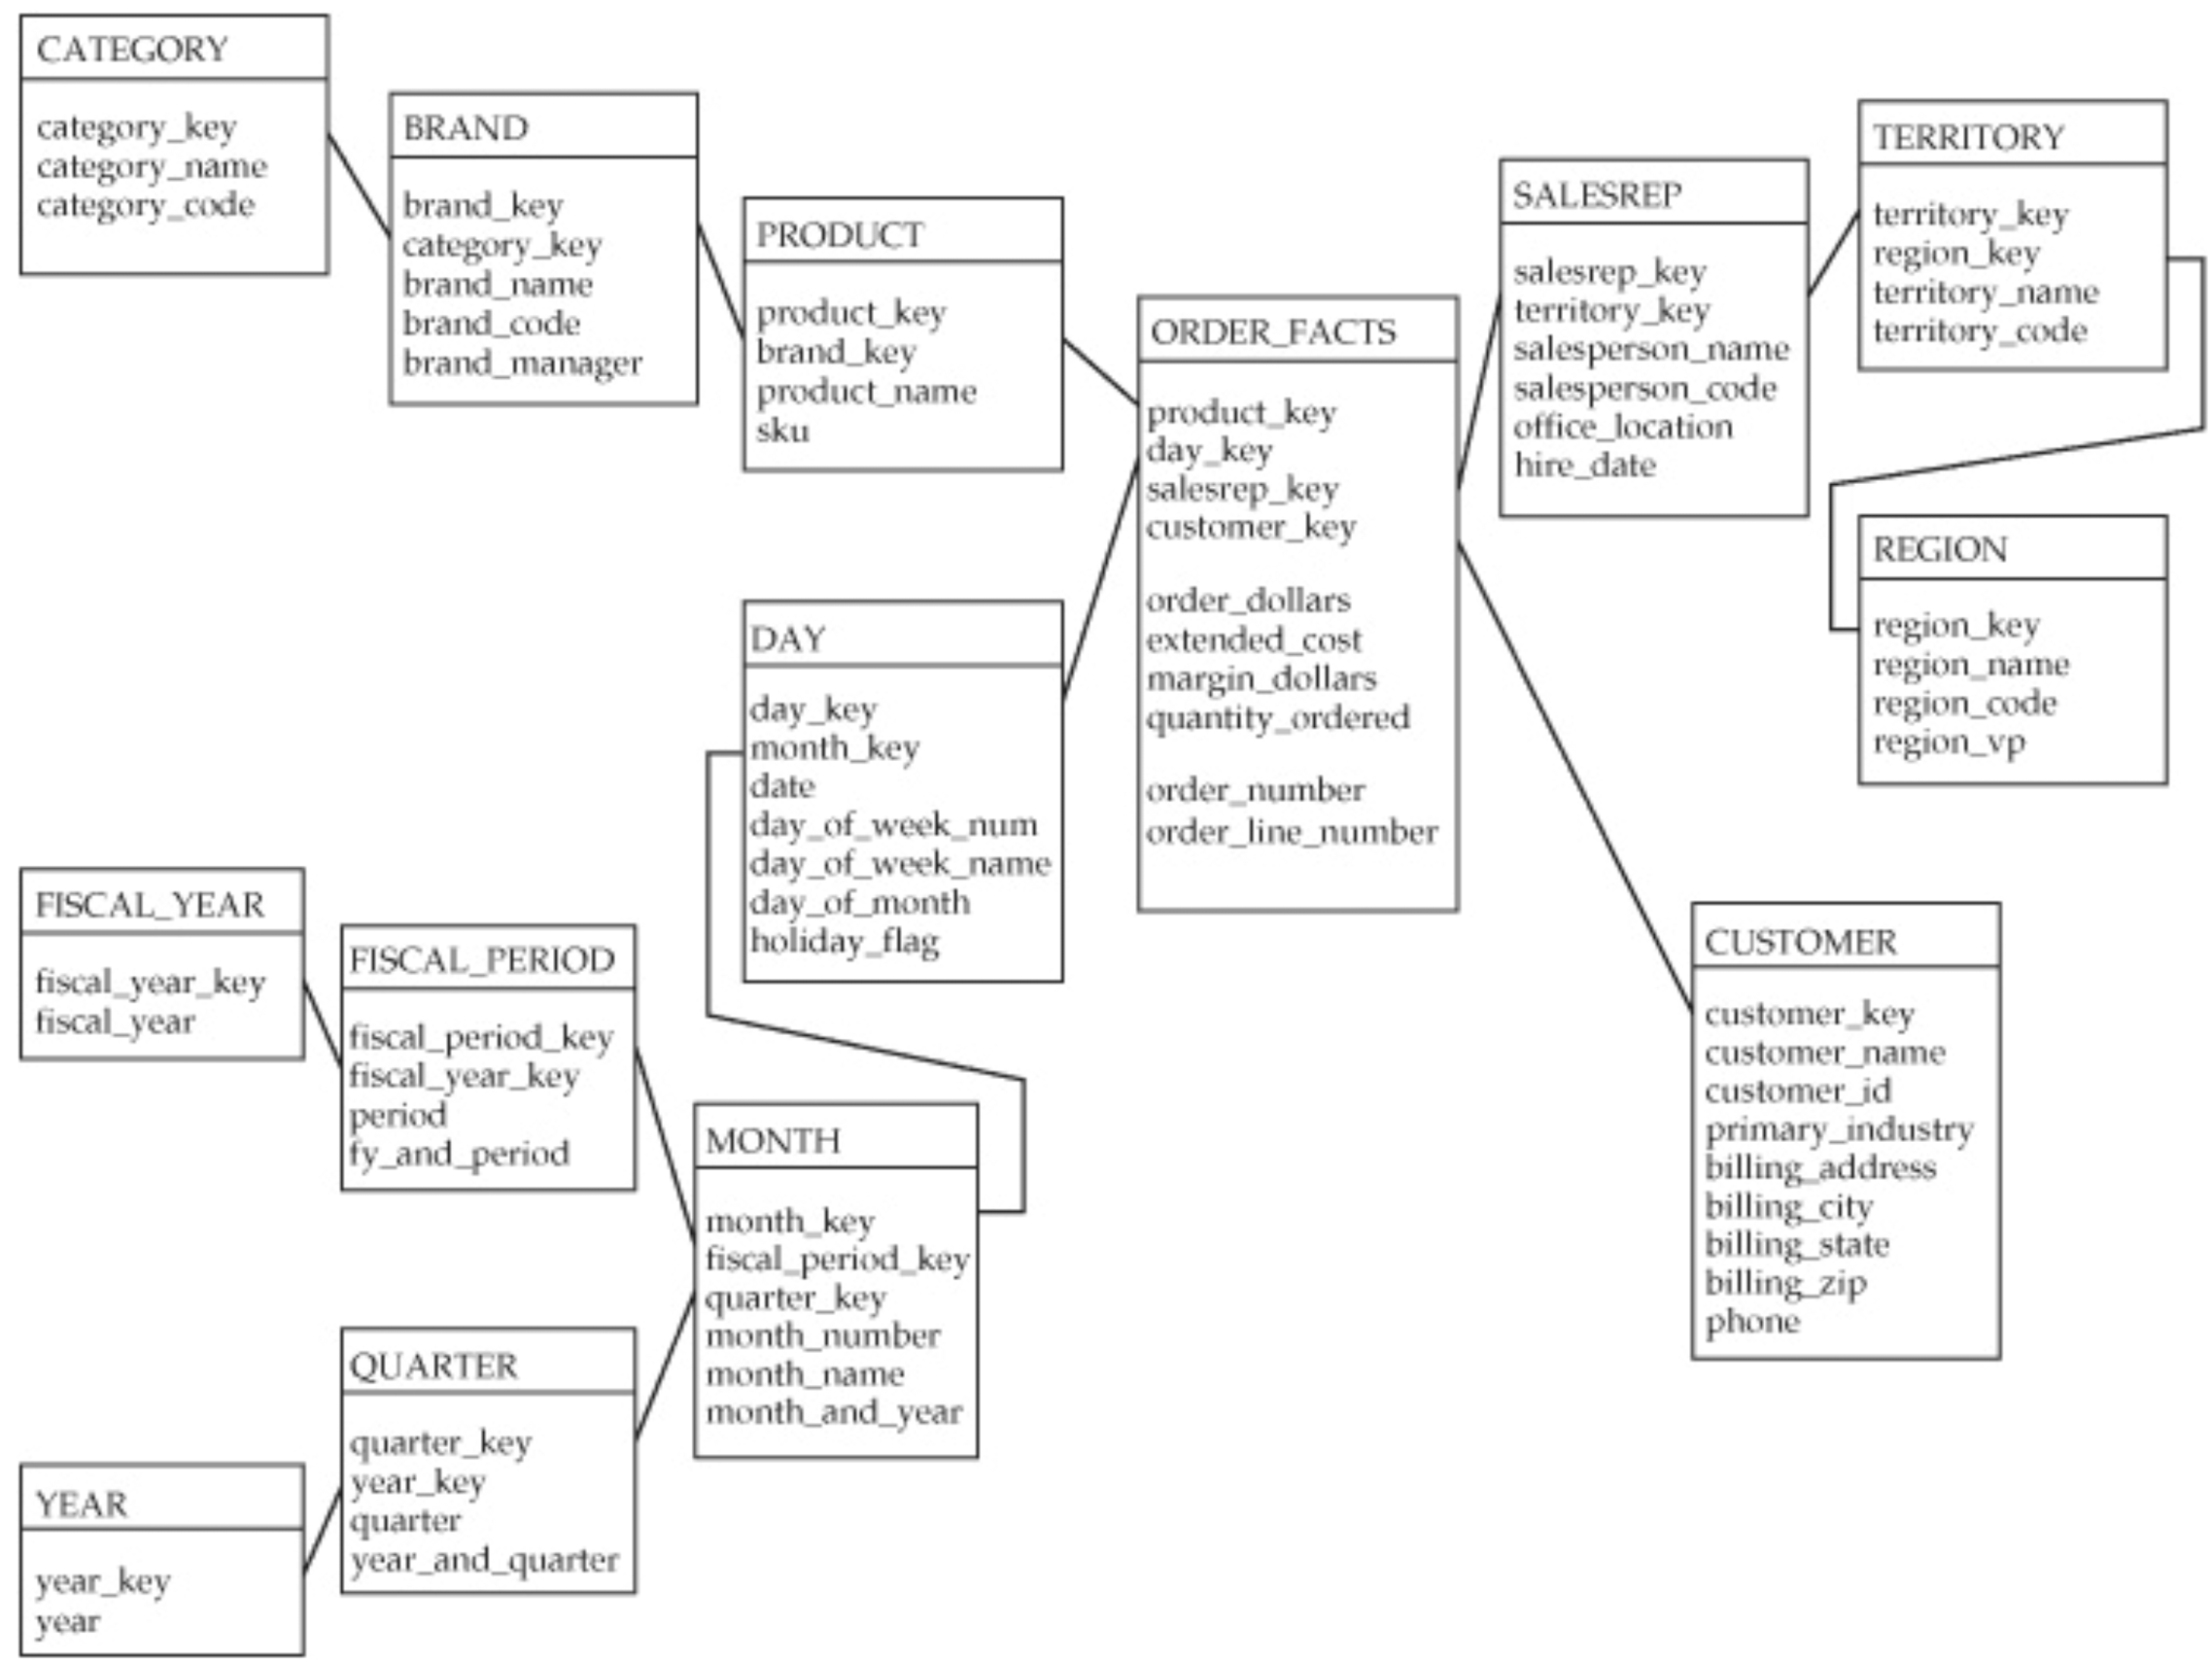 CATEGORY
category_key
category_name
category_code
BRAND
brand_key
category_key
brand_name
brand_code
brand_manager
PRODUCT
product_key
brand_key
product_name
sku
ORDER_FACTS
product_key
day_key
salesrep_key
customer_key
order_dollars
extended_cost
margin_dollars
quantity_ordered
order_number
order_line_number
SALESREP
salesrep_key
territory_key
salesperson_name
salesperson_code
office_location
hire_date
TERRITORY
territory_key
region_key
territory_name
territory_code
REGION
region_key
region_name
region_code
region_vp
DAY
day_key
month_key
date
day_of_week_num
day_of_week_name
day_of_month
holiday_flag
FISCAL_YEAR
fiscal_year_key
fiscal_year
FISCAL_PERIOD
fiscal_period_key
fiscal_year_key
period
fy_and_period
MONTH
month_key
fiscal_period_key
quarter_key
month_number
month_name
month_and_year
QUARTER
quarter_key
year_key
quarter
year_and_quarter
YEAR
year_key
year
CUSTOMER
customer_key
customer_name
customer_id
primary_industry
billing_address
billing_city
billing_state
billing_zip
phone